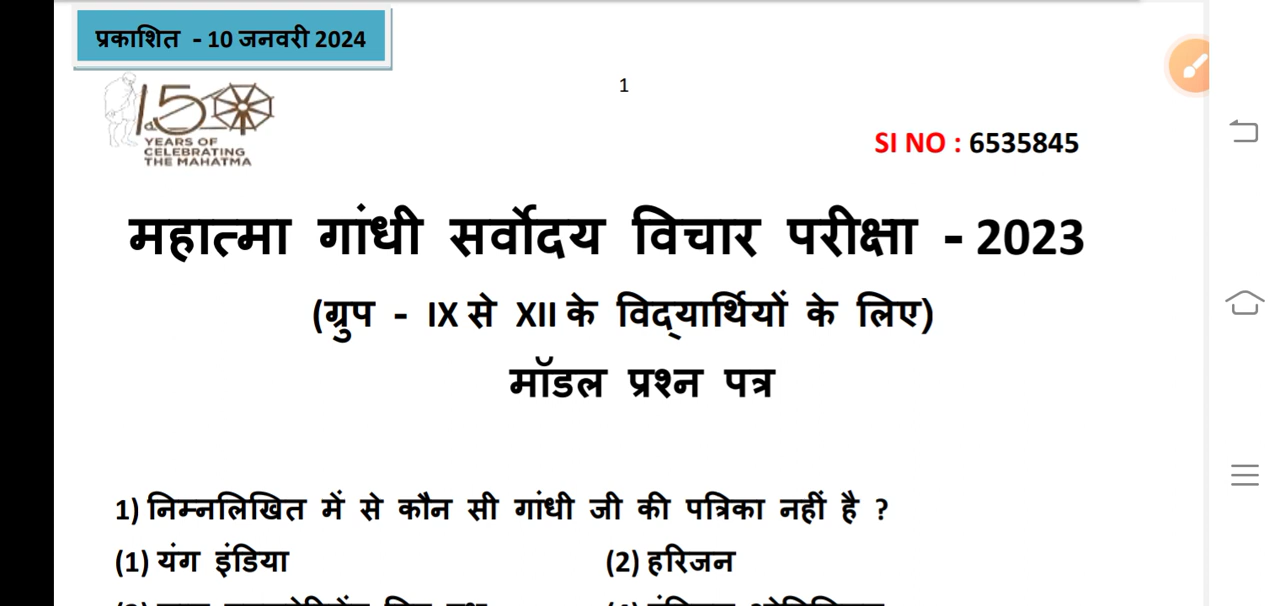 प्रकाशित - 10 जनवरी 2024
1
150
YEARS OF
CELEBRATING
THE MAHATMA
SI NO : 6535845
महात्मा गांधी सर्वोदय विचार परीक्षा - 2023
(ग्रुप - IX से XII के विद्यार्थियों के लिए)
मॉडल प्रश्न पत्र
1) निम्नलिखित में से कौन सी गांधी जी की पत्रिका नहीं है ?
(1) यंग इंडिया (2) हरिजन